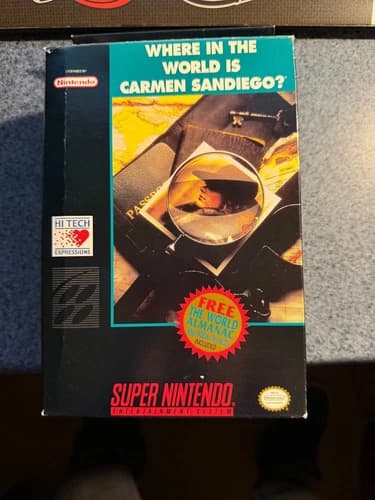 WHERE IN THE
WORLD IS
CARMEN SANDIEGO?
LICENSED BY
Nintendo
PASSPO
HI TECH
EXPRESSIONS
FREE
THE WORLD
ALMANAC
INCLUDED
SUPER NINTENDO
ENTERTAINMENT SYSTEM